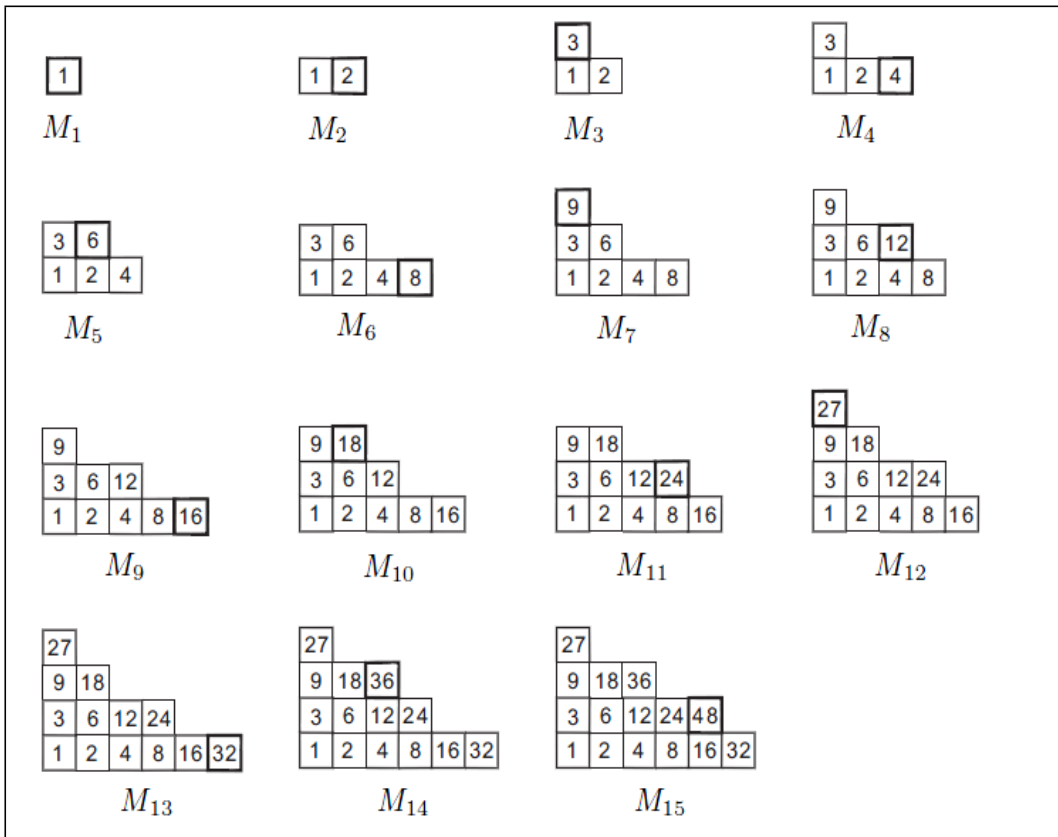 3 3
1 1 2 1 2 1 2 4
M₁ M₂ M₃ M₄
9 9
3 6 3 6 3 6 3 6 12
1 2 4 1 2 4 8 1 2 4 8 1 2 4 8
M₅ M₆ M₇ M₈
27
9 9 18 9 18 9 18
3 6 12 3 6 12 3 6 12 24 3 6 12 24
1 2 4 8 16 1 2 4 8 16 1 2 4 8 16 1 2 4 8 16
M₉ M₁₀ M₁₁ M₁₂
27 27 27
9 18 9 18 36 9 18 36
3 6 12 24 3 6 12 24 3 6 12 24 48
1 2 4 8 16 32 1 2 4 8 16 32 1 2 4 8 16 32
M₁₃ M₁₄ M₁₅